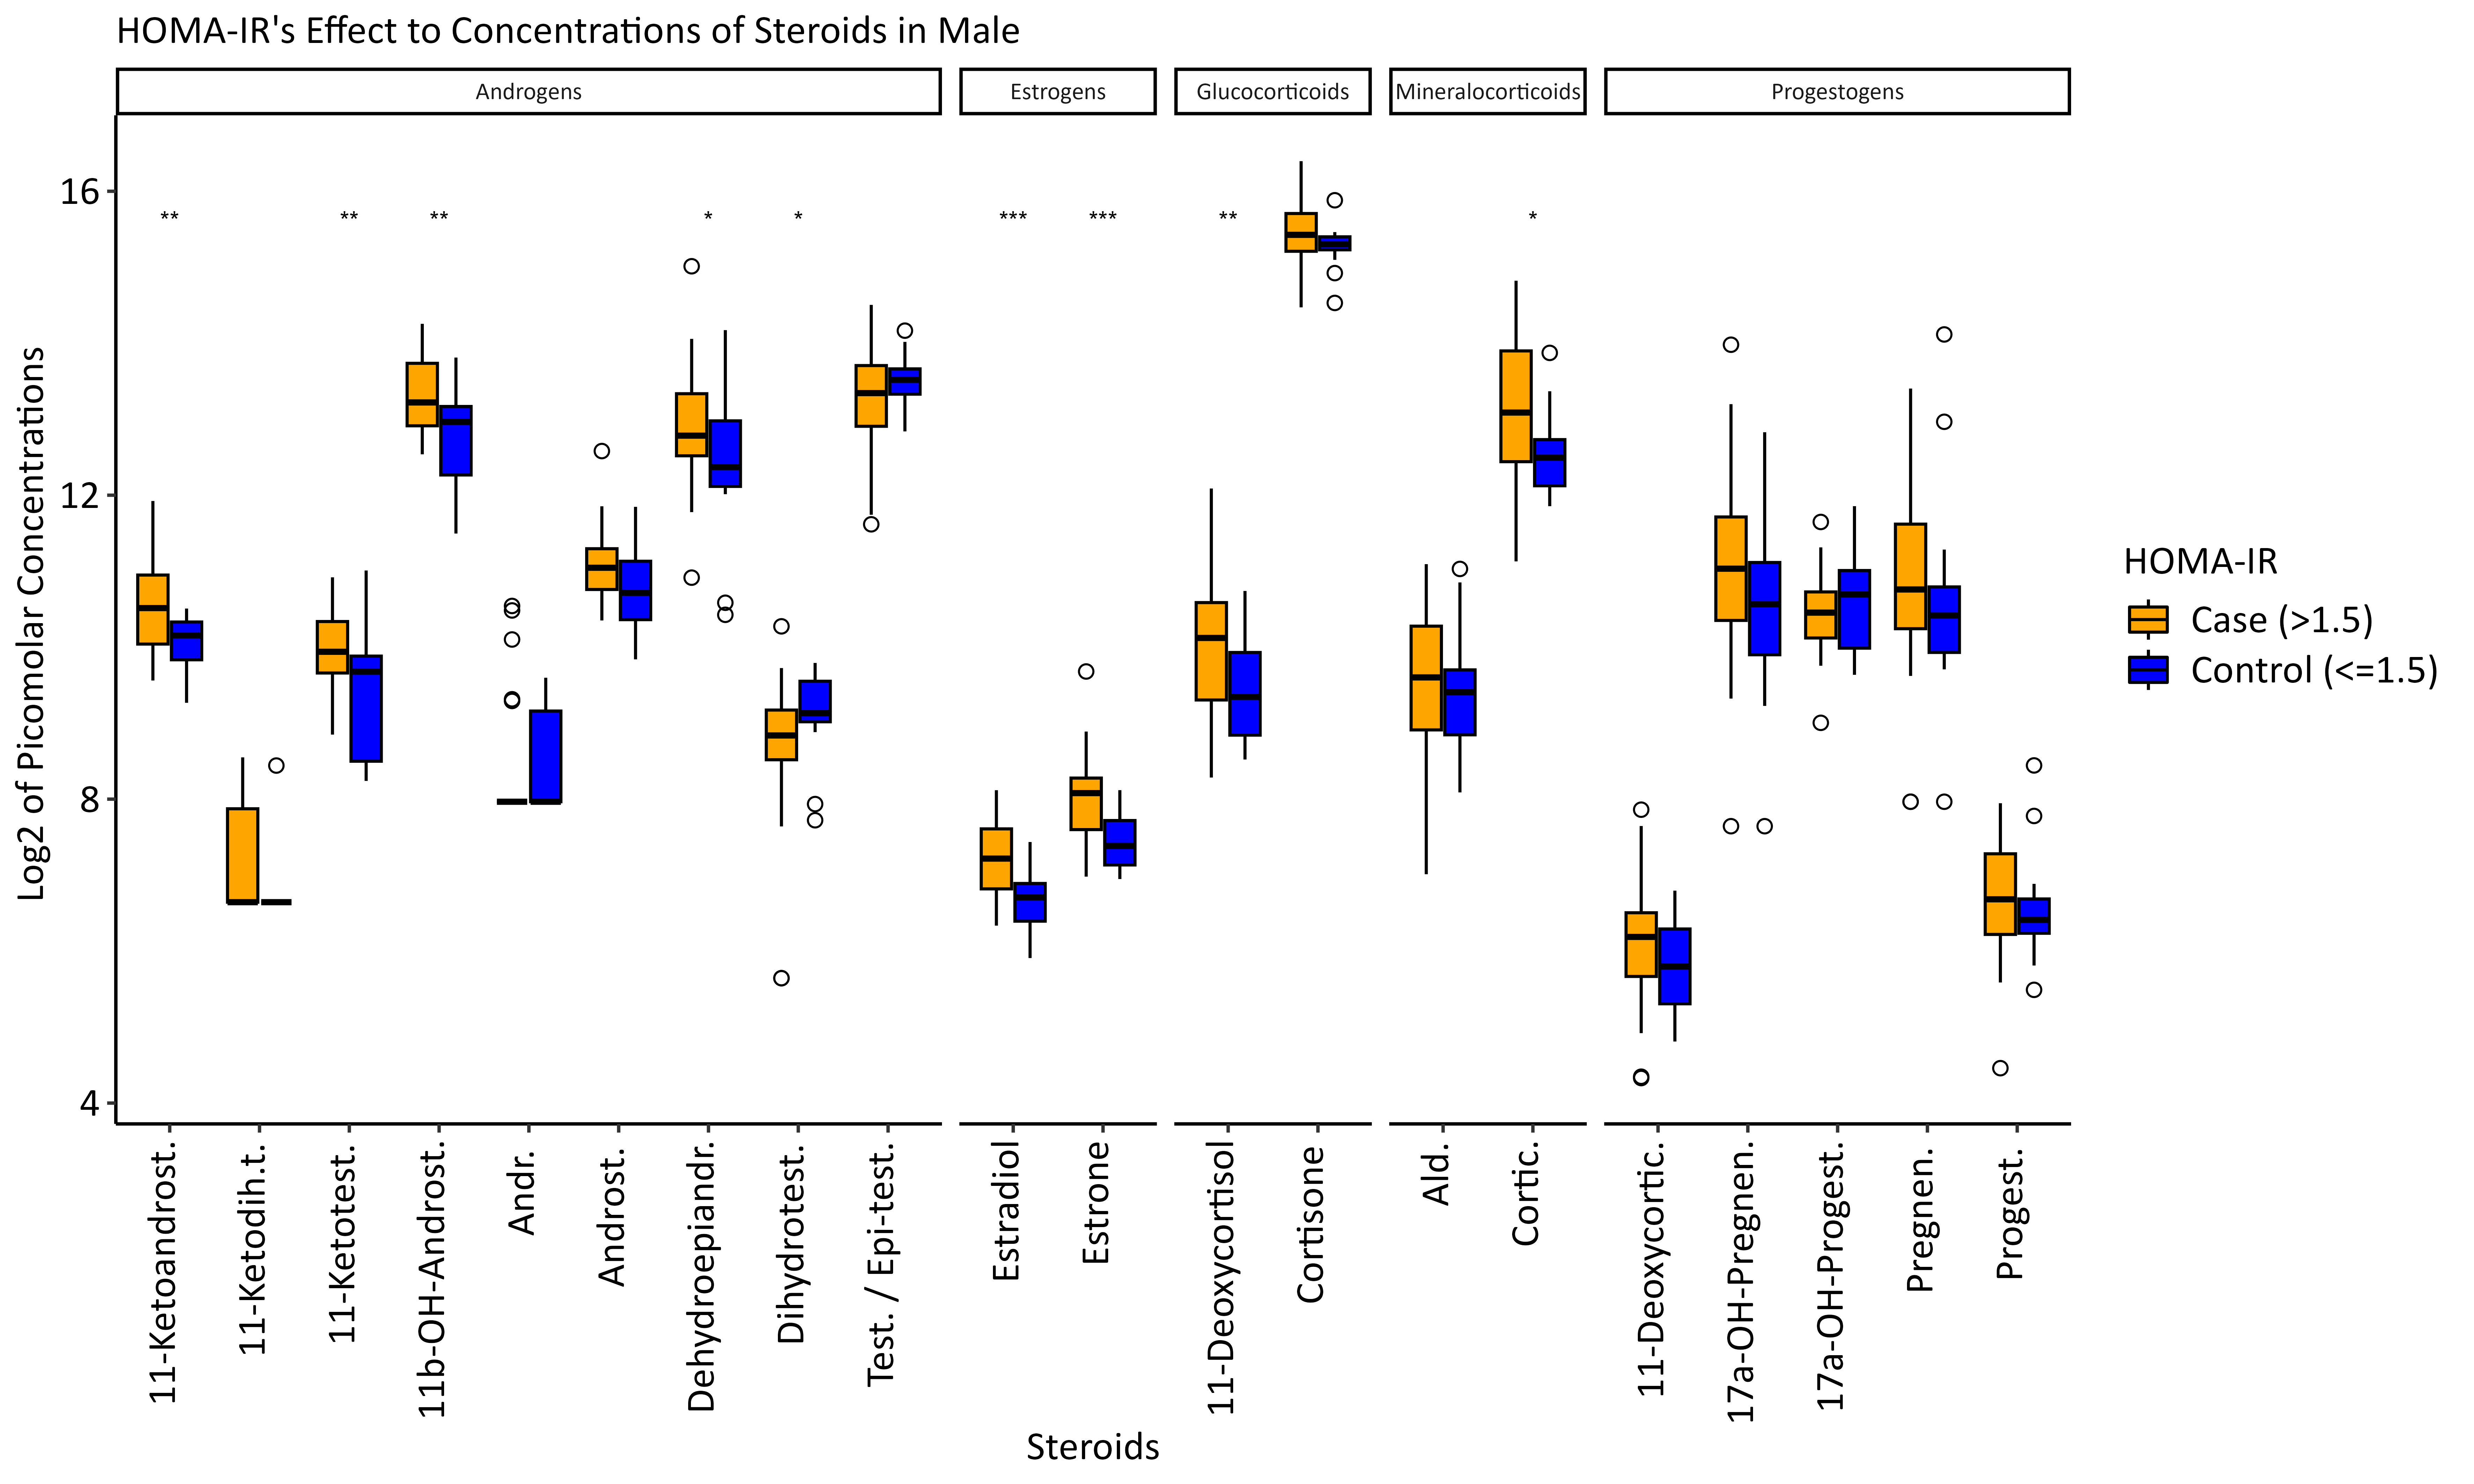 HOMA-IR's Effect to Concentrations of Steroids in Male
Androgens
Estrogens
Glucocorticoids
Mineralocorticoids
Progestogens
Log2 of Picomolar Concentrations
16
12
8
4
**
**
**
*
*
***
***
**
*
11-Ketoandrost.
11-Ketodih.t.
11-Ketotest.
11b-OH-Androst.
Andr.
Androst.
Dehydroepiandr.
Dihydrotest.
Test. / Epi-test.
Estradiol
Estrone
11-Deoxycortisol
Cortisone
Ald.
Cortic.
11-Deoxycortic.
17a-OH-Pregnen.
17a-OH-Progest.
Pregnen.
Progest.
Steroids
HOMA-IR
Case (>1.5)
Control (<=1.5)